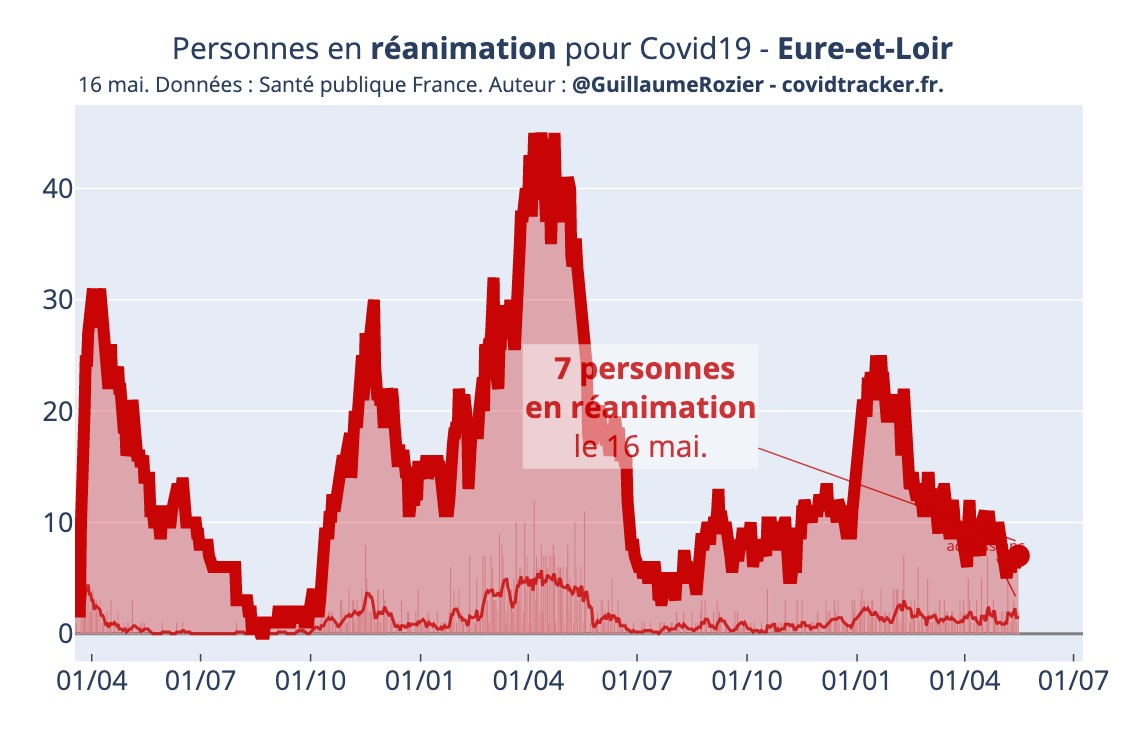 Personnes en réanimation pour Covid19 - Eure-et-Loir
16 mai. Données : Santé publique France. Auteur : @GuillaumeRozier - covidtracker.fr.
40
30
20
10
0
7 personnes
en réanimation
le 16 mai.
01/04 01/07 01/10 01/01 01/04 01/07 01/10 01/01 01/04 01/07